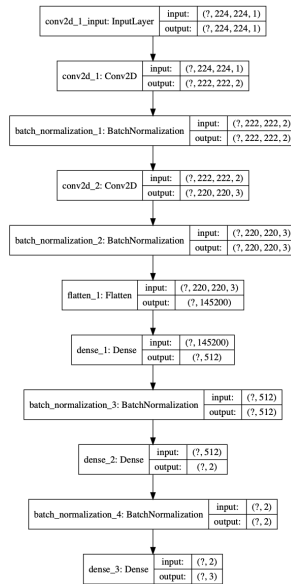 conv2d_1_input: InputLayer input: (?, 224, 224, 1)
output: (?, 224, 224, 1)
conv2d_1: Conv2D input: (?, 224, 224, 1)
output: (?, 222, 222, 2)
batch_normalization_1: BatchNormalization input: (?, 222, 222, 2)
output: (?, 222, 222, 2)
conv2d_2: Conv2D input: (?, 222, 222, 2)
output: (?, 220, 220, 3)
batch_normalization_2: BatchNormalization input: (?, 220, 220, 3)
output: (?, 220, 220, 3)
flatten_1: Flatten input: (?, 220, 220, 3)
output: (?, 145200)
dense_1: Dense input: (?, 145200)
output: (?, 512)
batch_normalization_3: BatchNormalization input: (?, 512)
output: (?, 512)
dense_2: Dense input: (?, 512)
output: (?, 2)
batch_normalization_4: BatchNormalization input: (?, 2)
output: (?, 2)
dense_3: Dense input: (?, 2)
output: (?, 3)